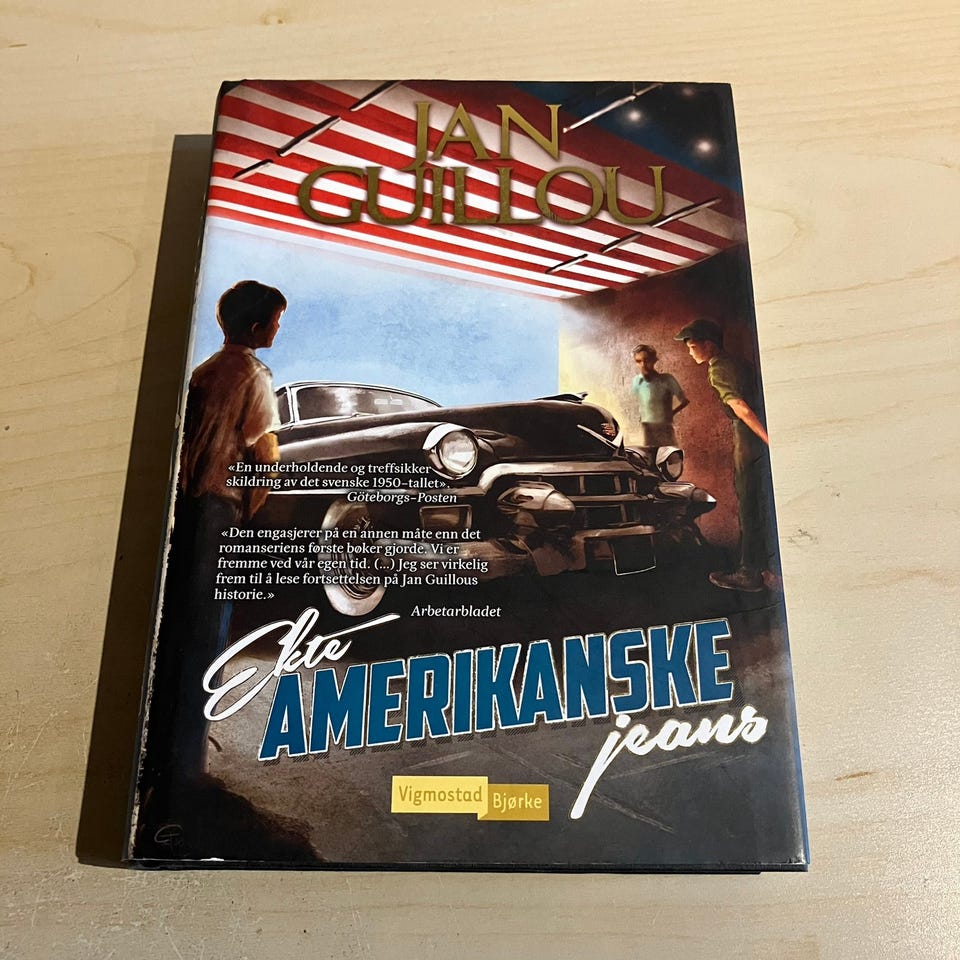 JAN
GUILLOU
«En underholdende og treffsikker
skildring av det svenske 1950-tallet».
Göteborgs-Posten
«Den engasjerer på en annen måte enn det
romanseriens første bøker gjorde. Vi er
fremme ved vår egen tid. (...) Jeg ser virkelig
frem til å lese fortsettelsen på Jan Guillous
historie.»
Arbetarbladet
Ekte
AMERIKANSKE
jeans
Vigmostad
Bjørke